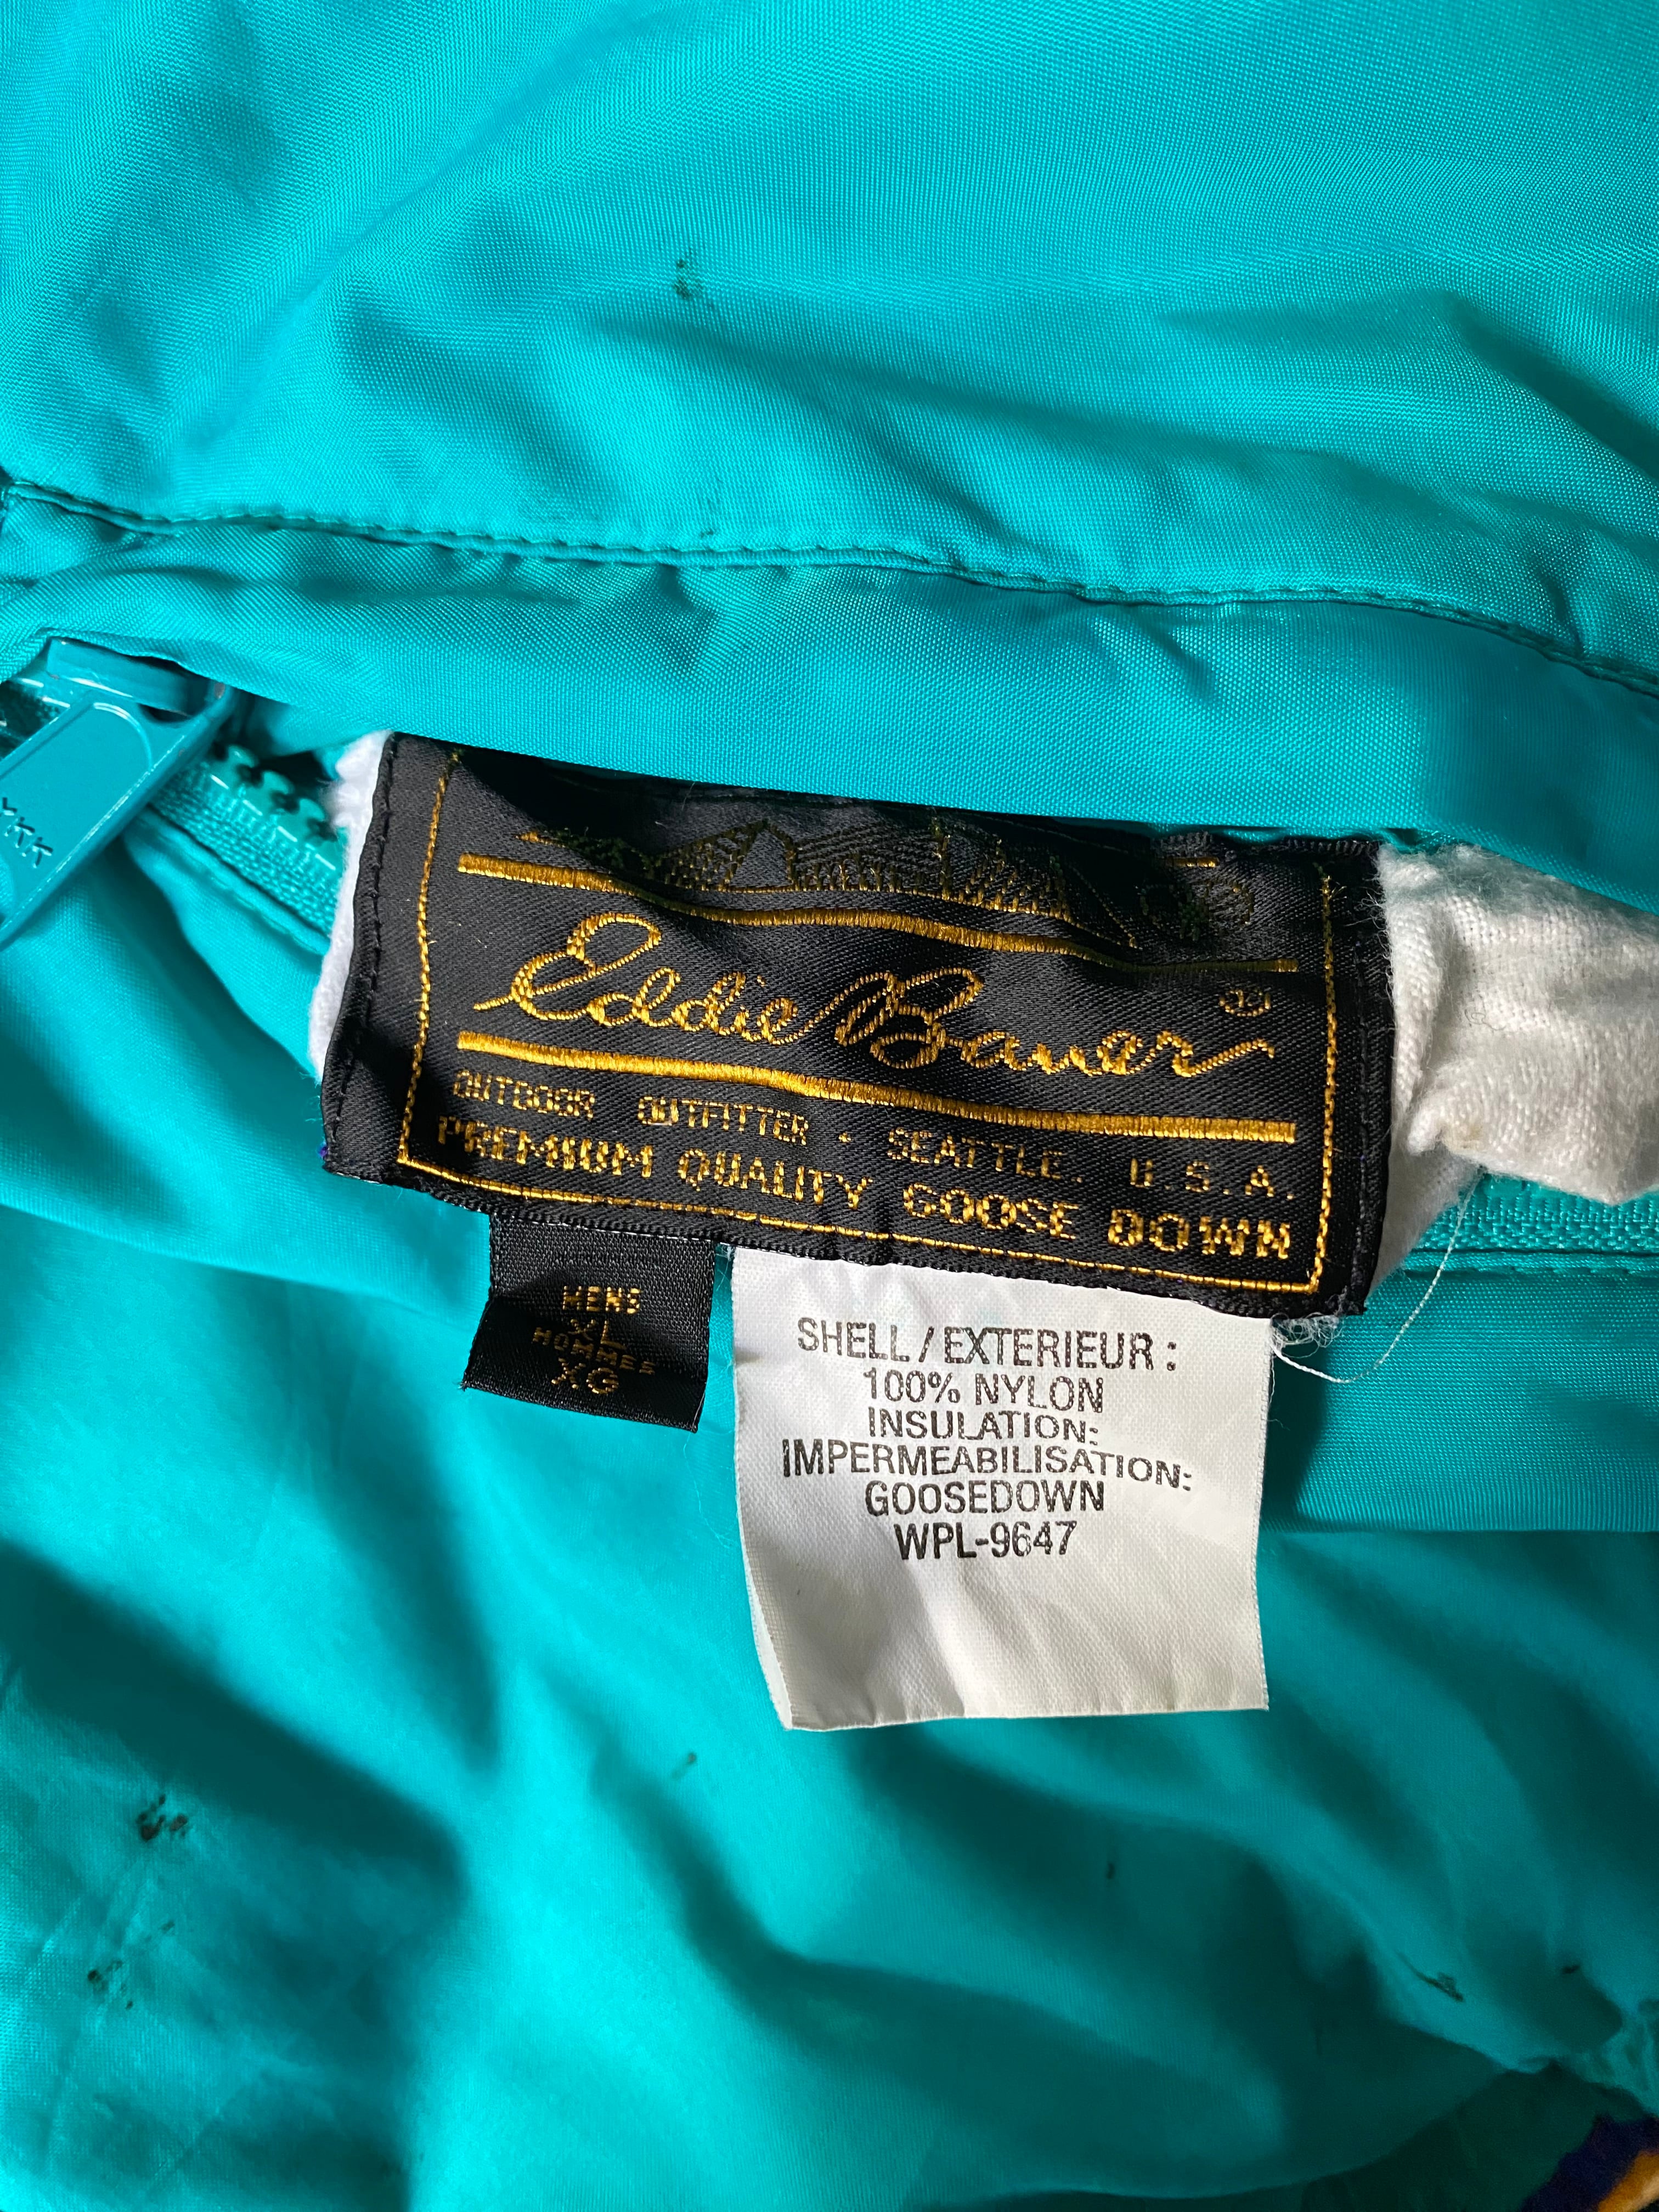 YKK
Eddie Bauer ®
OUTDOOR OUTFITTER · SEATTLE, U.S.A.
PREMIUM QUALITY GOOSE DOWN
MENS
XL
HOMMES
XG
SHELL/EXTERIEUR:
100% NYLON
INSULATION:
IMPERMEABILISATION:
GOOSEDOWN
WPL-9647